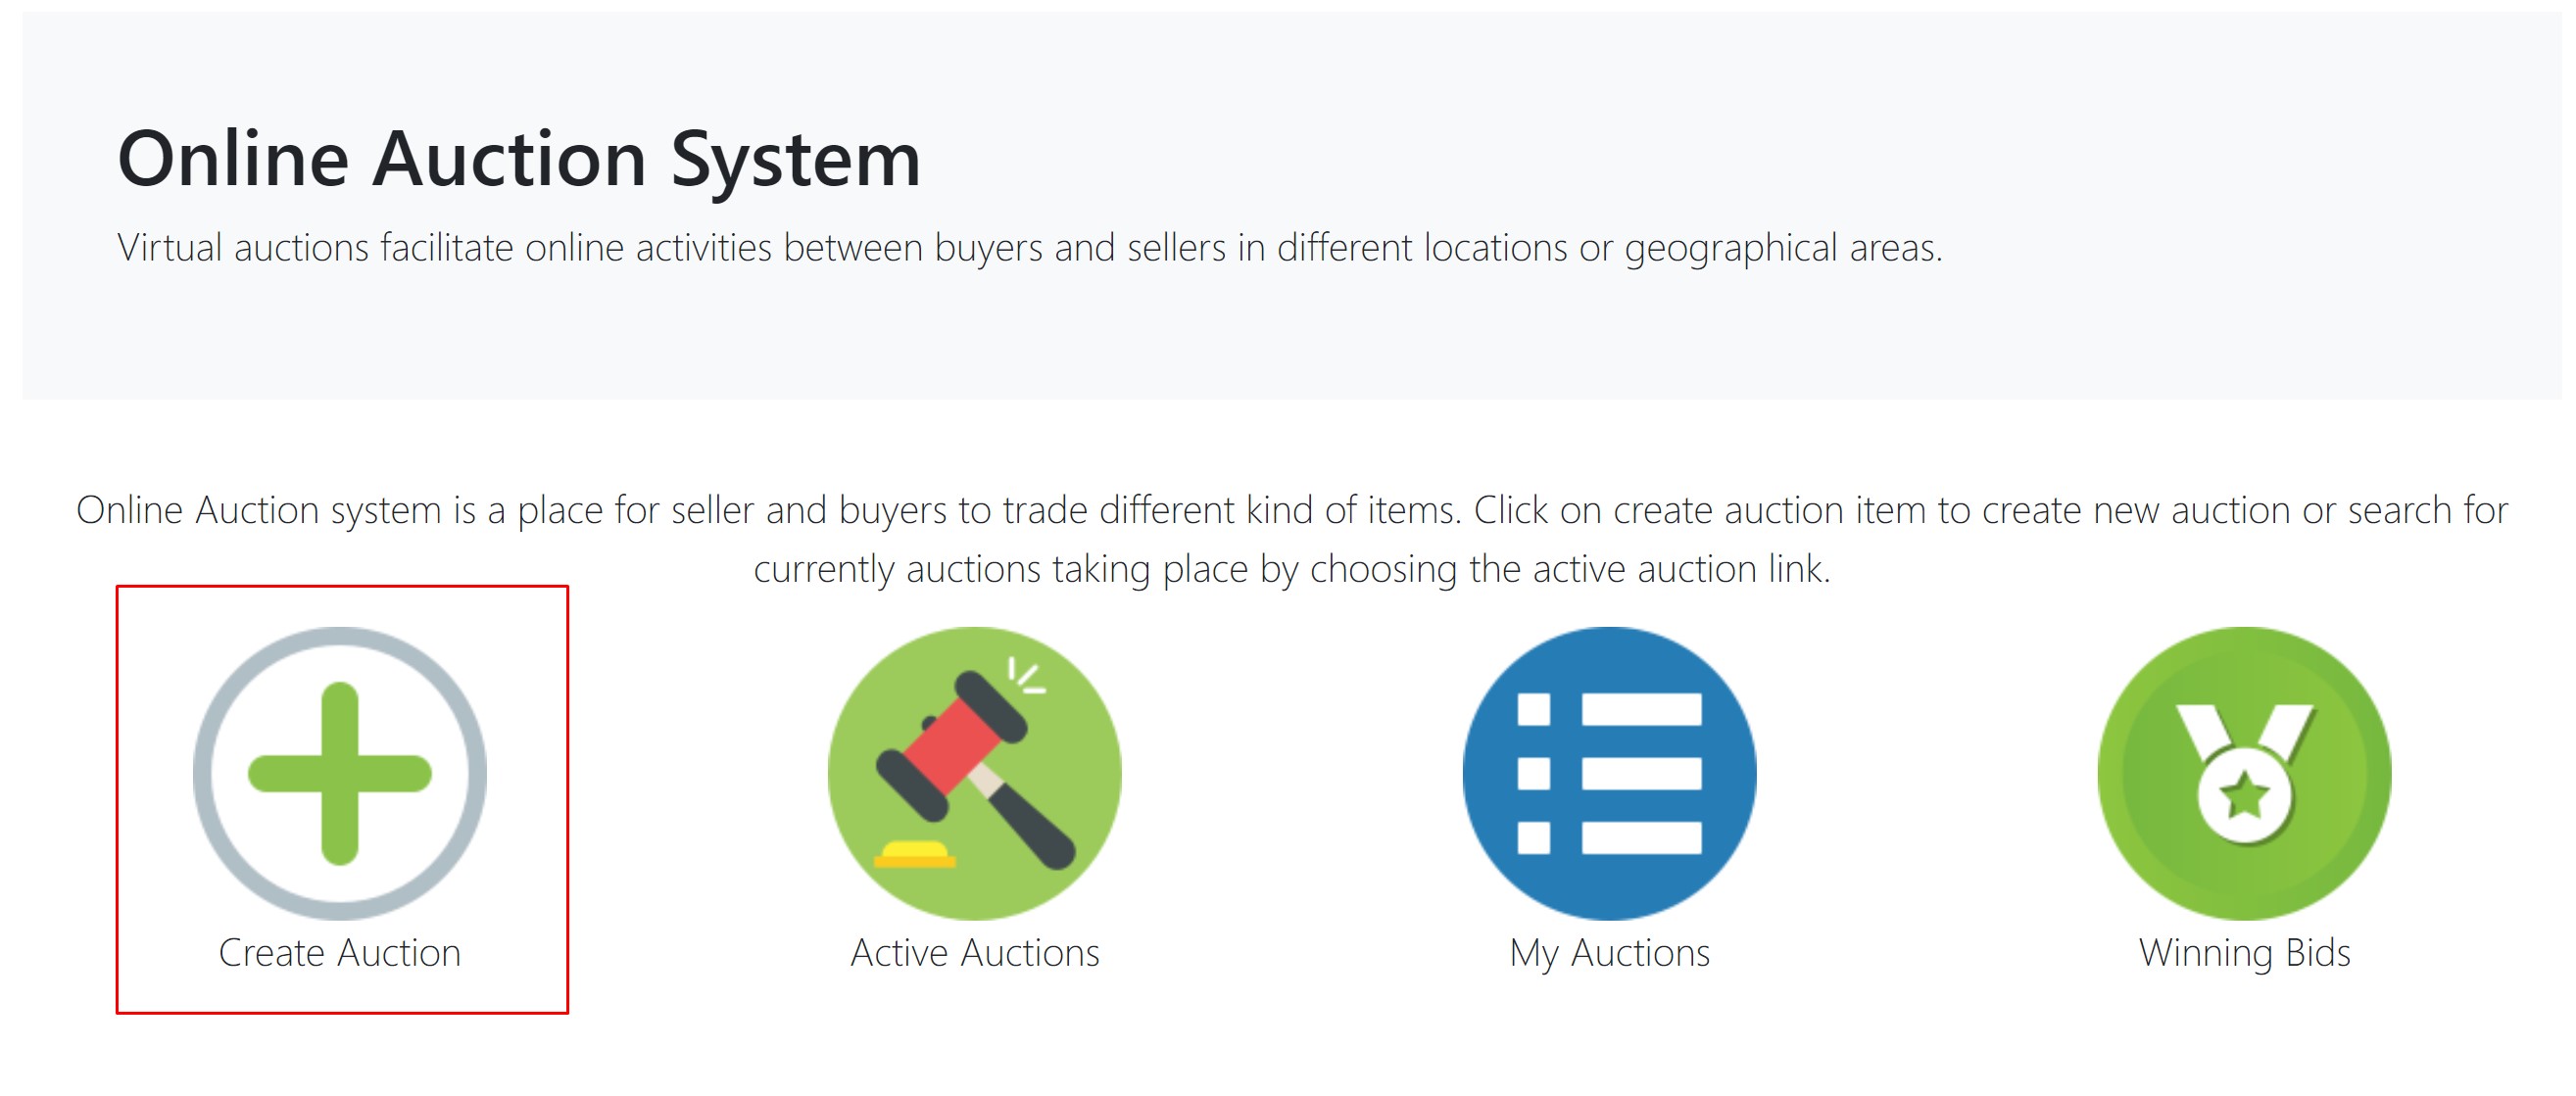 Online Auction System
Virtual auctions facilitate online activities between buyers and sellers in different locations or geographical areas.
Online Auction system is a place for seller and buyers to trade different kind of items. Click on create auction item to create new auction or search for
currently auctions taking place by choosing the active auction link.
Create Auction
Active Auctions
My Auctions
Winning Bids